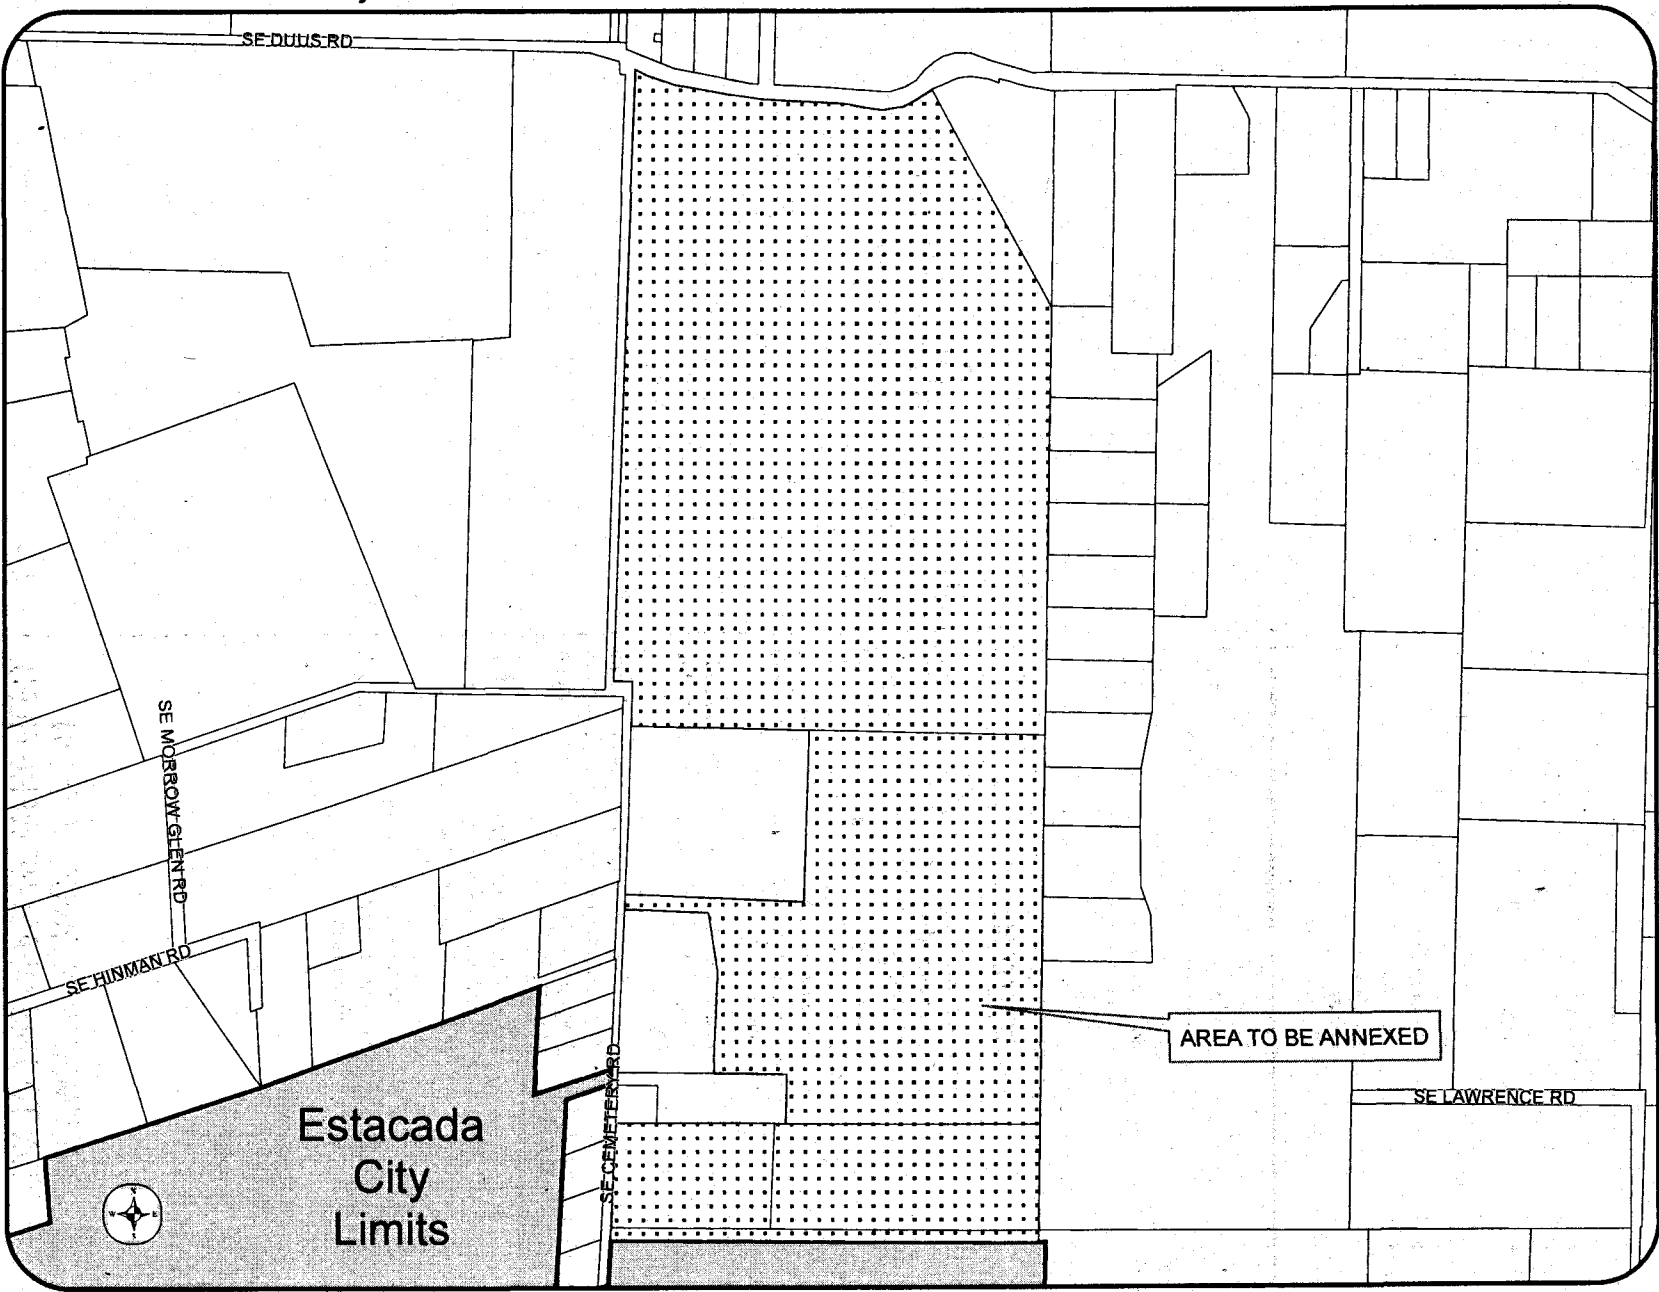 SE DUUS RD
SE MORROW GLEN RD
SE HINMAN RD
AREA TO BE ANNEXED
SE CEMETERY RD
SE LAWRENCE RD
Estacada
City
Limits
N
W E
S